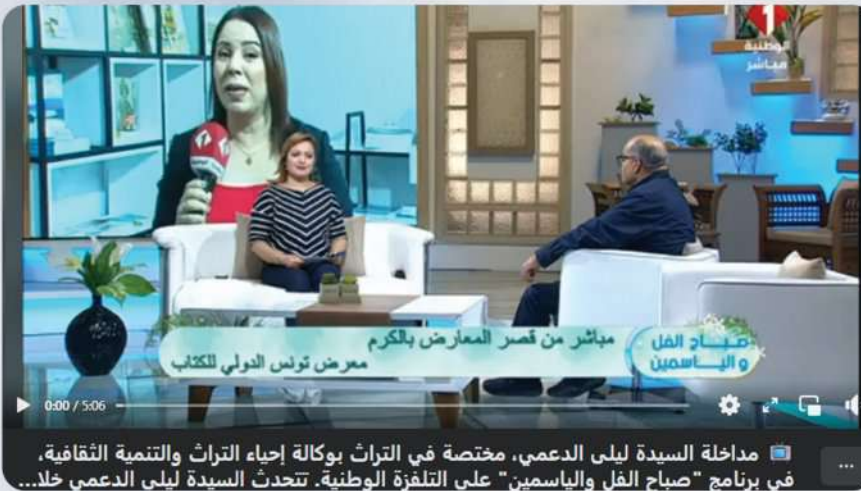 1
الوطنية
مباشر
مباشر من قصر المعارض بالكرم
معرض تونس الدولي للكتاب
صباح الفل
و الياسمين
0:00 / 5:06
📺 مداخلة السيدة ليلى الدعمي، مختصة في التراث بوكالة إحياء التراث والتنمية الثقافية،
في برنامج "صباح الفل والياسمين" على التلفزة الوطنية. تتحدث السيدة ليلى الدعمي خلا...